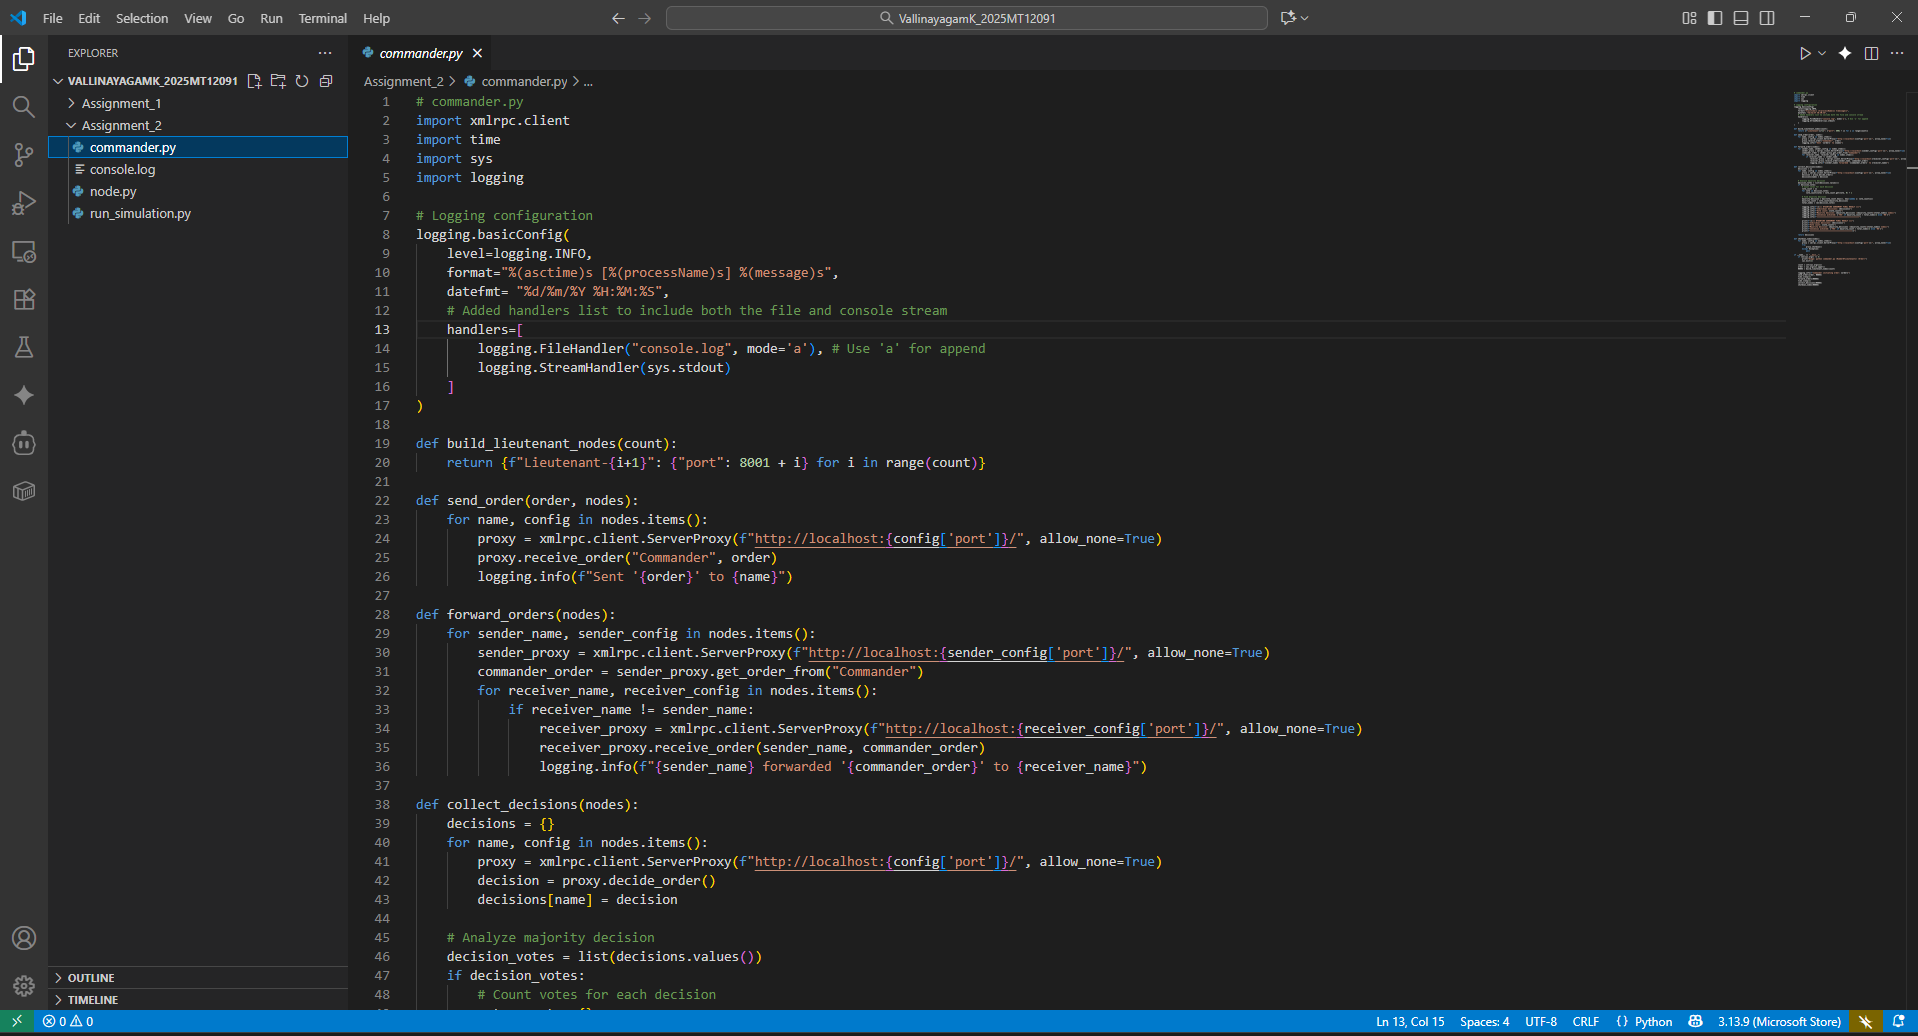 File Edit Selection View Go Run Terminal Help
VallinayagamK_2025MT12091
EXPLORER
VALLINAYAGAMK_2025MT12091
Assignment_1
Assignment_2
commander.py
console.log
node.py
run_simulation.py
OUTLINE
TIMELINE
commander.py
Assignment_2 > commander.py > ...
1 # commander.py
2 import xmlrpc.client
3 import time
4 import sys
5 import logging
6
7 # Logging configuration
8 logging.basicConfig(
9     level=logging.INFO,
10     format="%(asctime)s [%(processName)s] %(message)s",
11     datefmt= "%d/%m/%Y %H:%M:%S",
12     # Added handlers list to include both the file and console stream
13     handlers=[
14         logging.FileHandler("console.log", mode='a'), # Use 'a' for append
15         logging.StreamHandler(sys.stdout)
16     ]
17 )
18
19 def build_lieutenant_nodes(count):
20     return {f"Lieutenant-{i+1}": {"port": 8001 + i} for i in range(count)}
21
22 def send_order(order, nodes):
23     for name, config in nodes.items():
24         proxy = xmlrpc.client.ServerProxy(f"http://localhost:{config['port']}/", allow_none=True)
25         proxy.receive_order("Commander", order)
26         logging.info(f"Sent '{order}' to {name}")
27
28 def forward_orders(nodes):
29     for sender_name, sender_config in nodes.items():
30         sender_proxy = xmlrpc.client.ServerProxy(f"http://localhost:{sender_config['port']}/", allow_none=True)
31         commander_order = sender_proxy.get_order_from("Commander")
32         for receiver_name, receiver_config in nodes.items():
33             if receiver_name != sender_name:
34                 receiver_proxy = xmlrpc.client.ServerProxy(f"http://localhost:{receiver_config['port']}/", allow_none=True)
35                 receiver_proxy.receive_order(sender_name, commander_order)
36                 logging.info(f"{sender_name} forwarded '{commander_order}' to {receiver_name}")
37
38 def collect_decisions(nodes):
39     decisions = {}
40     for name, config in nodes.items():
41         proxy = xmlrpc.client.ServerProxy(f"http://localhost:{config['port']}/", allow_none=True)
42         decision = proxy.decide_order()
43         decisions[name] = decision
44
45     # Analyze majority decision
46     decision_votes = list(decisions.values())
47     if decision_votes:
48         # Count votes for each decision
0 0
Ln 13, Col 15 Spaces: 4 UTF-8 CRLF {} Python 3.13.9 (Microsoft Store)